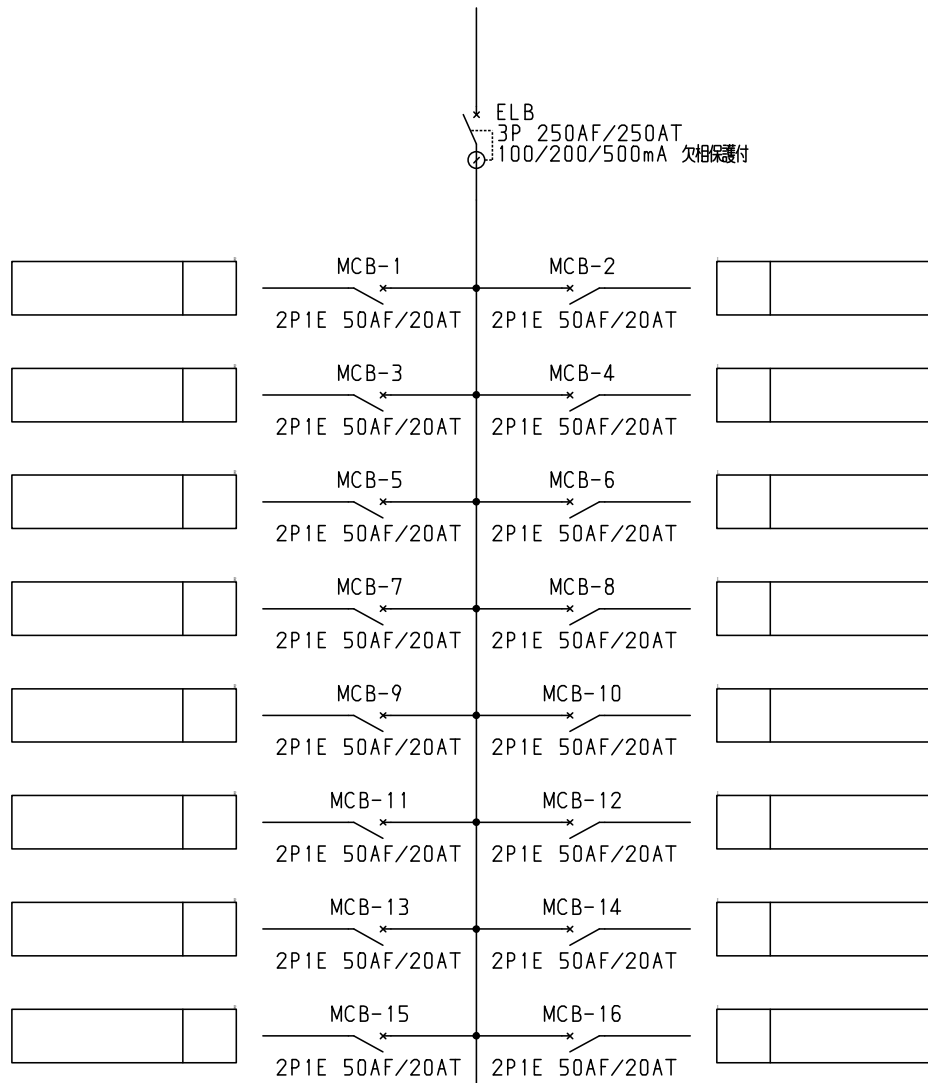 ELB
3P 250AF/250AT
100/200/500mA 欠相保護付
MCB-1 MCB-2
2P1E 50AF/20AT 2P1E 50AF/20AT
MCB-3 MCB-4
2P1E 50AF/20AT 2P1E 50AF/20AT
MCB-5 MCB-6
2P1E 50AF/20AT 2P1E 50AF/20AT
MCB-7 MCB-8
2P1E 50AF/20AT 2P1E 50AF/20AT
MCB-9 MCB-10
2P1E 50AF/20AT 2P1E 50AF/20AT
MCB-11 MCB-12
2P1E 50AF/20AT 2P1E 50AF/20AT
MCB-13 MCB-14
2P1E 50AF/20AT 2P1E 50AF/20AT
MCB-15 MCB-16
2P1E 50AF/20AT 2P1E 50AF/20AT